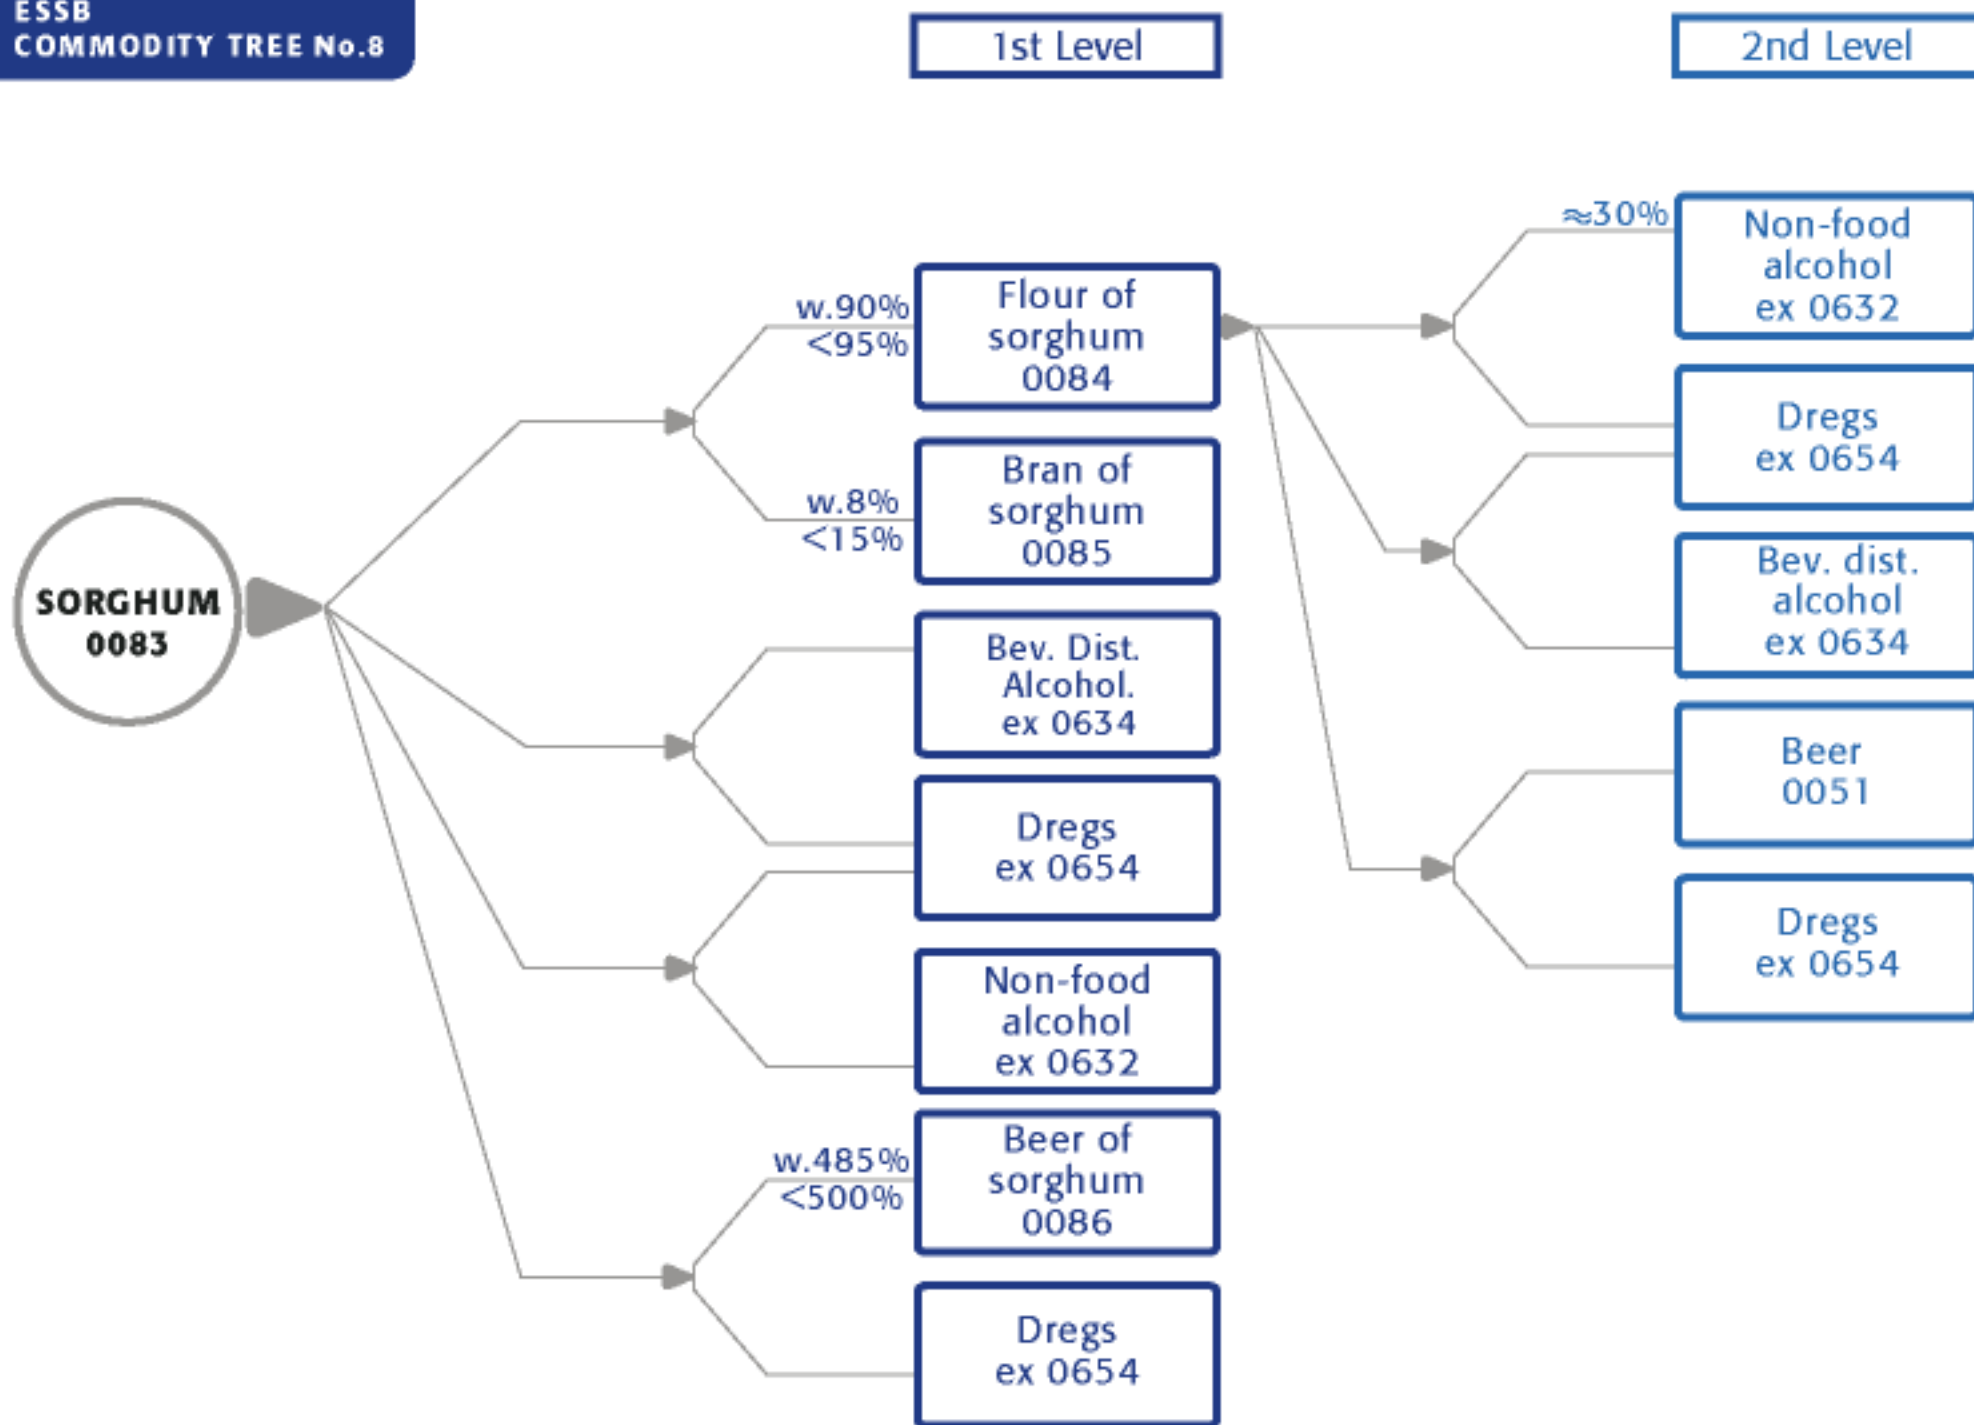 ESSB
COMMODITY TREE No.8
1st Level
2nd Level
SORGHUM
0083
w.90%
<95%
Flour of
sorghum
0084
w.8%
<15%
Bran of
sorghum
0085
Bev. Dist.
Alcohol.
ex 0634
Dregs
ex 0654
Non-food
alcohol
ex 0632
w.485%
<500%
Beer of
sorghum
0086
Dregs
ex 0654
≈30%
Non-food
alcohol
ex 0632
Dregs
ex 0654
Bev. dist.
alcohol
ex 0634
Beer
0051
Dregs
ex 0654